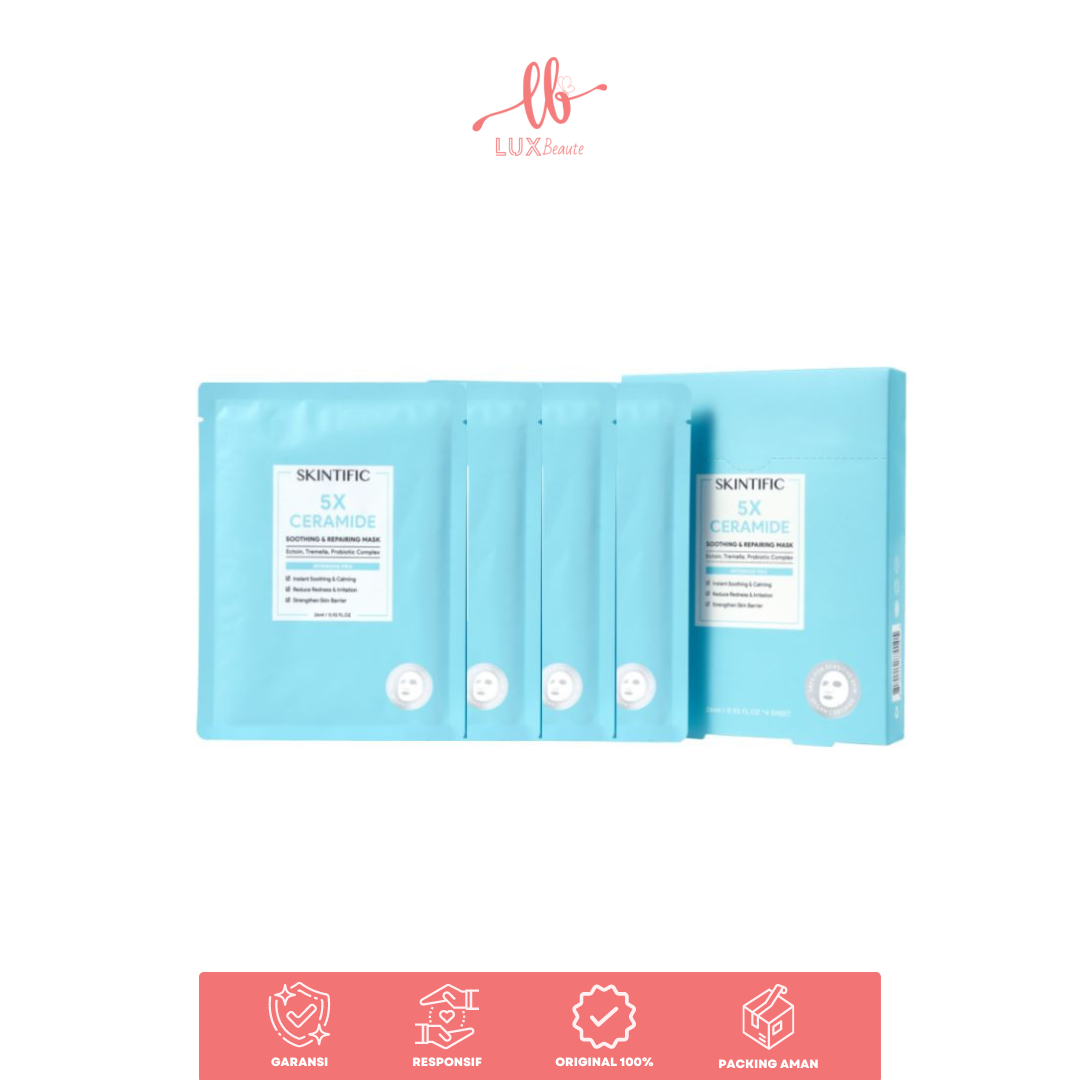 lb
LUX Beaute
SKINTIFIC
5X
CERAMIDE
SOOTHING & REPAIRING MASK
Ectoin, Tremella, Probiotic Complex
INTENSIVE PRO
Instant Soothing & Calming
Reduce Redness & Irritation
Strengthen Skin Barrier
SKINTIFIC
5X
CERAMIDE
SOOTHING & REPAIRING MASK
Ectoin, Tremella, Probiotic Complex
Instant Soothing & Calming
Reduce Redness & Irritation
Strengthen Skin Barrier
GARANSI
RESPONSIF
ORIGINAL 100%
PACKING AMAN